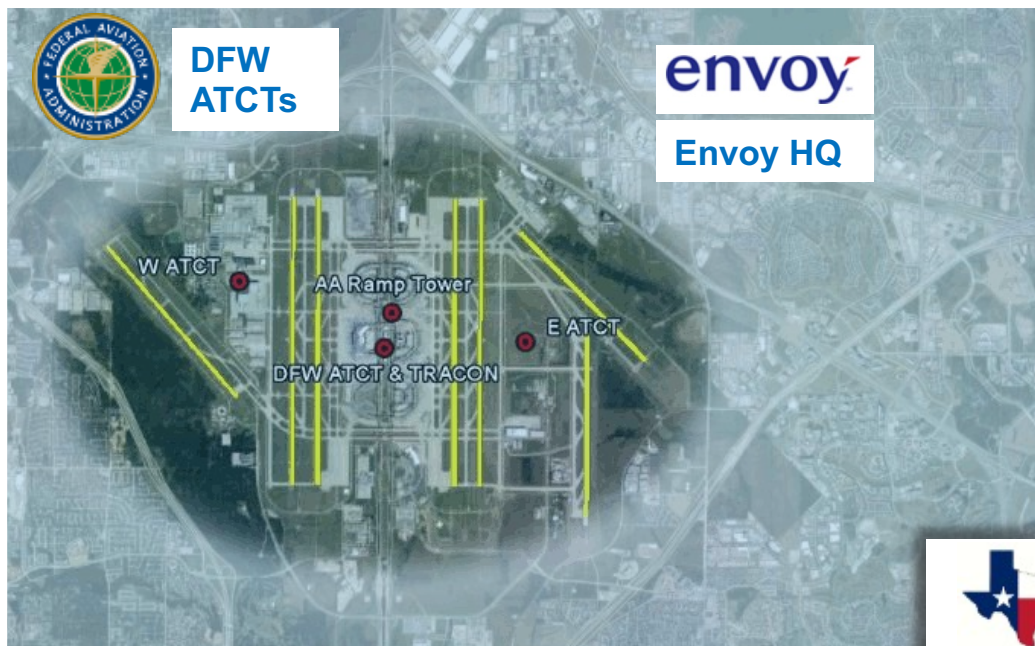 FEDERAL AVIATION
ADMINISTRATION
DFW
ATCTs
envoy
Envoy HQ
W ATCT
AA Ramp Tower
E ATCT
DFW ATCT & TRACON